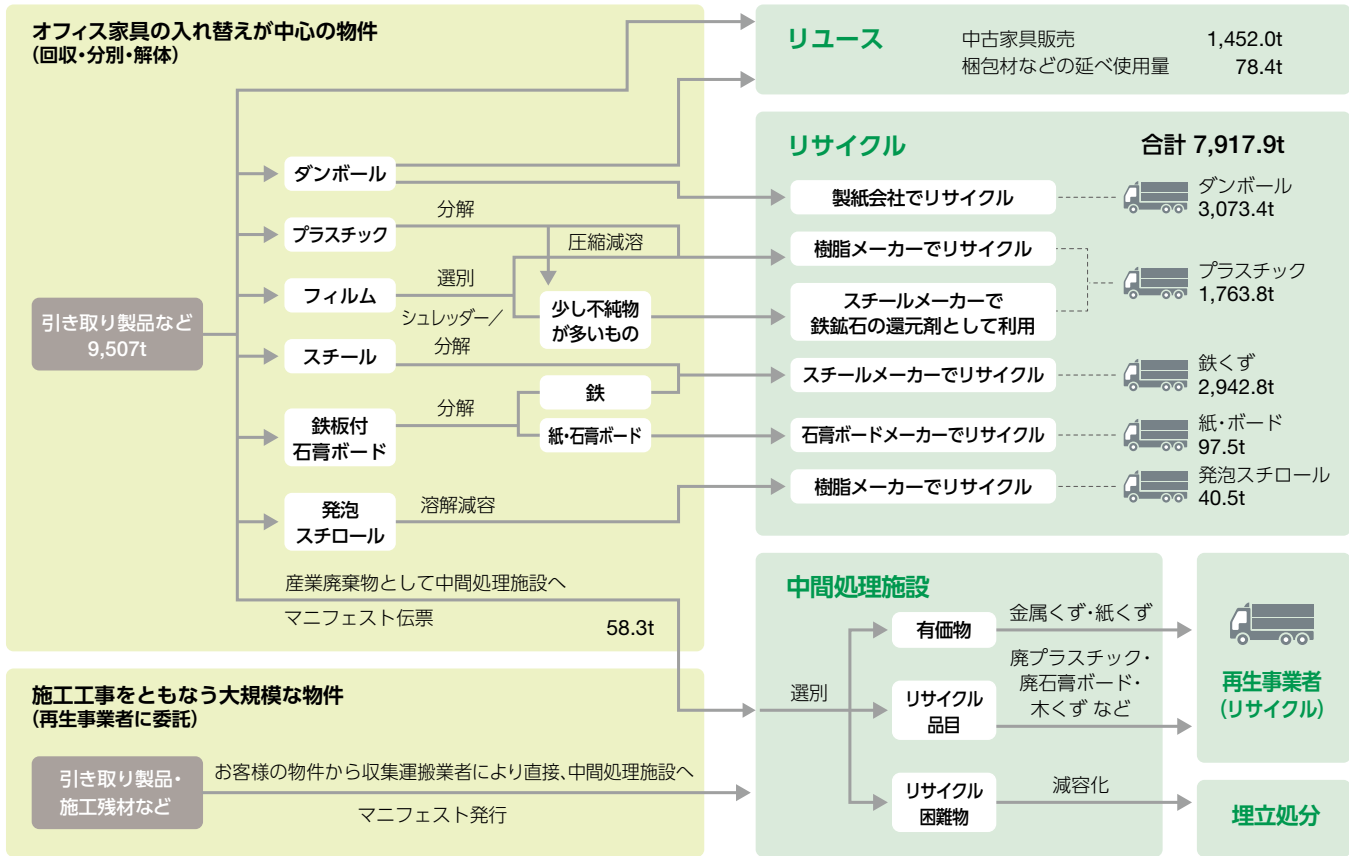 オフィス家具の入れ替えが中心の物件
(回収・分別・解体)
引き取り製品など
9,507t
ダンボール
プラスチック
分解
圧縮減溶
フィルム
選別
シュレッダー／
少し不純物
が多いもの
スチール
分解
鉄板付
石膏ボード
分解
鉄
紙・石膏ボード
発泡
スチロール
溶解減容
産業廃棄物として中間処理施設へ
マニフェスト伝票
58.3t
施工工事をともなう大規模な物件
(再生事業者に委託)
引き取り製品・
施工残材など
お客様の物件から収集運搬業者により直接、中間処理施設へ
マニフェスト発行
リユース
中古家具販売 1,452.0t
梱包材などの延べ使用量 78.4t
リサイクル 合計 7,917.9t
製紙会社でリサイクル
ダンボール
3,073.4t
樹脂メーカーでリサイクル
スチールメーカーで
鉄鉱石の還元剤として利用
プラスチック
1,763.8t
スチールメーカーでリサイクル
鉄くず
2,942.8t
石膏ボードメーカーでリサイクル
紙・ボード
97.5t
樹脂メーカーでリサイクル
発泡スチロール
40.5t
中間処理施設
選別
有価物
金属くず・紙くず
リサイクル
品目
廃プラスチック・
廃石膏ボード・
木くず など
リサイクル
困難物
減容化
再生事業者
(リサイクル)
埋立処分